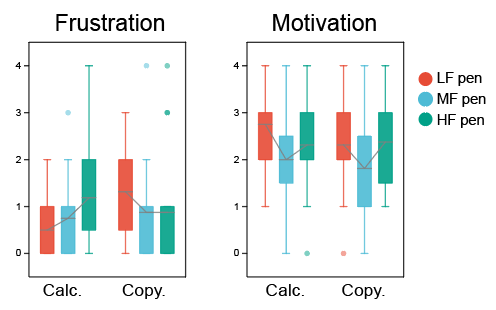 Frustration
Motivation
4
3
2
1
0
Calc.
Copy.
4
3
2
1
0
Calc.
Copy.
LF pen
MF pen
HF pen